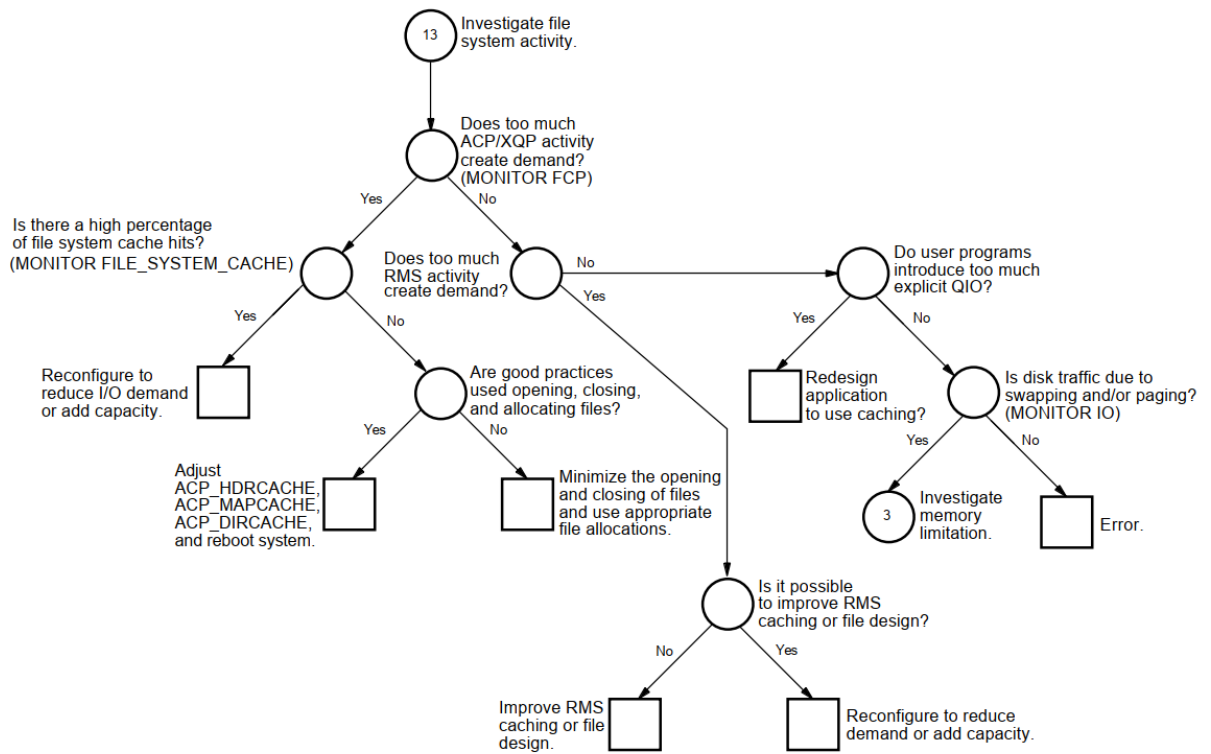 13
Investigate file
system activity.
Does too much
ACP/XQP activity
create demand?
(MONITOR FCP)
Yes
No
Is there a high percentage
of file system cache hits?
(MONITOR FILE_SYSTEM_CACHE)
Does too much
RMS activity
create demand?
No
Yes
Do user programs
introduce too much
explicit QIO?
Yes
No
Yes
No
Reconfigure to
reduce I/O demand
or add capacity.
Are good practices
used opening, closing,
and allocating files?
Redesign
application
to use caching?
Is disk traffic due to
swapping and/or paging?
(MONITOR IO)
Yes
No
Yes
No
Adjust
ACP_HDRCACHE,
ACP_MAPCACHE,
ACP_DIRCACHE,
and reboot system.
Minimize the opening
and closing of files
and use appropriate
file allocations.
3
Investigate
memory
limitation.
Error.
Is it possible
to improve RMS
caching or file design?
No
Yes
Improve RMS
caching or file
design.
Reconfigure to reduce
demand or add capacity.